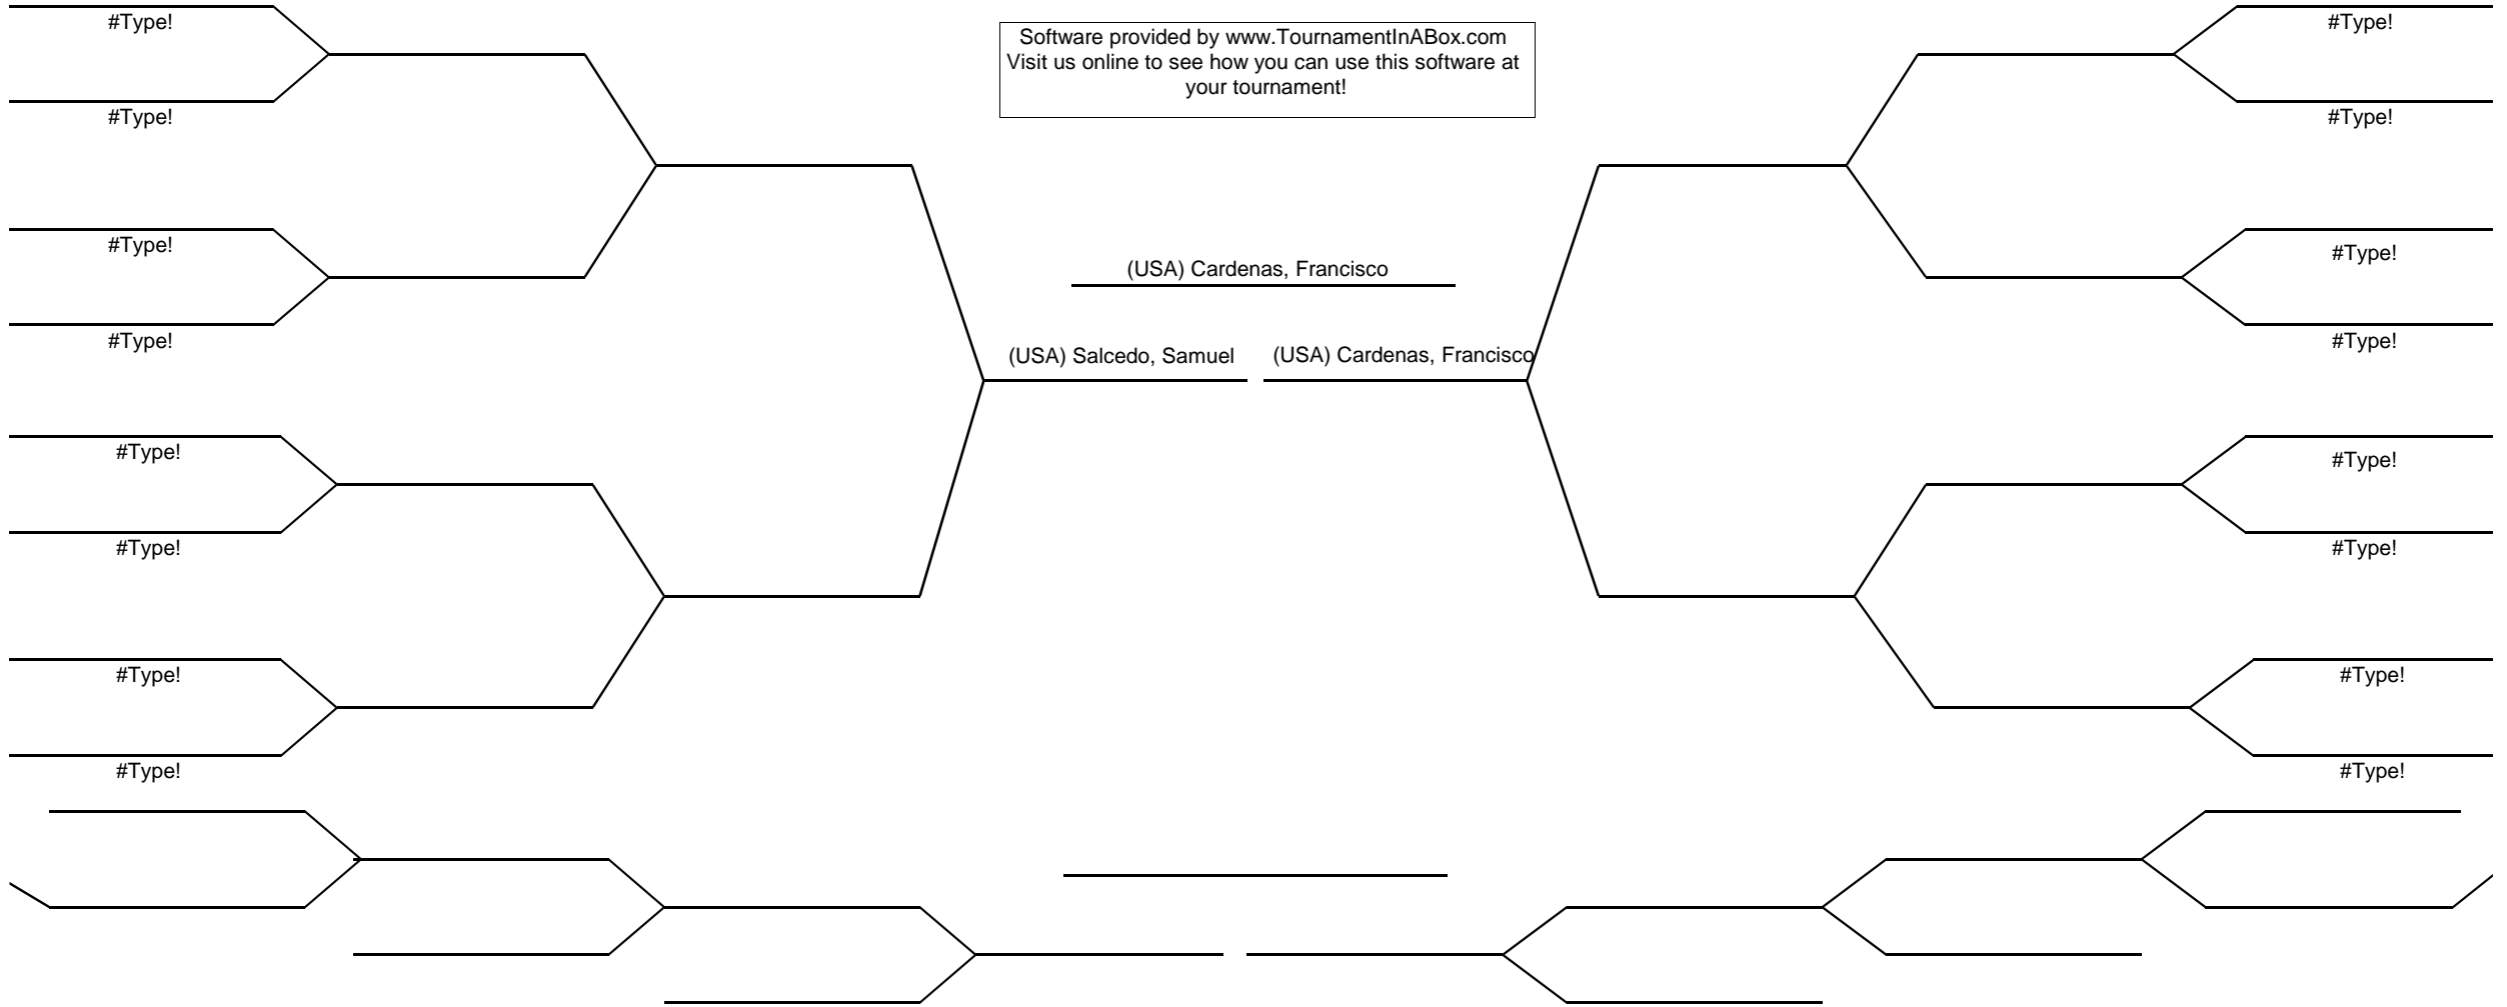 #Type!
#Type!
Software provided by www.TournamentInABox.com
Visit us online to see how you can use this software at
your tournament!
#Type!
#Type!
#Type!
#Type!
(USA) Cardenas, Francisco
#Type!
#Type!
(USA) Salcedo, Samuel
(USA) Cardenas, Francisco
#Type!
#Type!
#Type!
#Type!
#Type!
#Type!
#Type!
#Type!